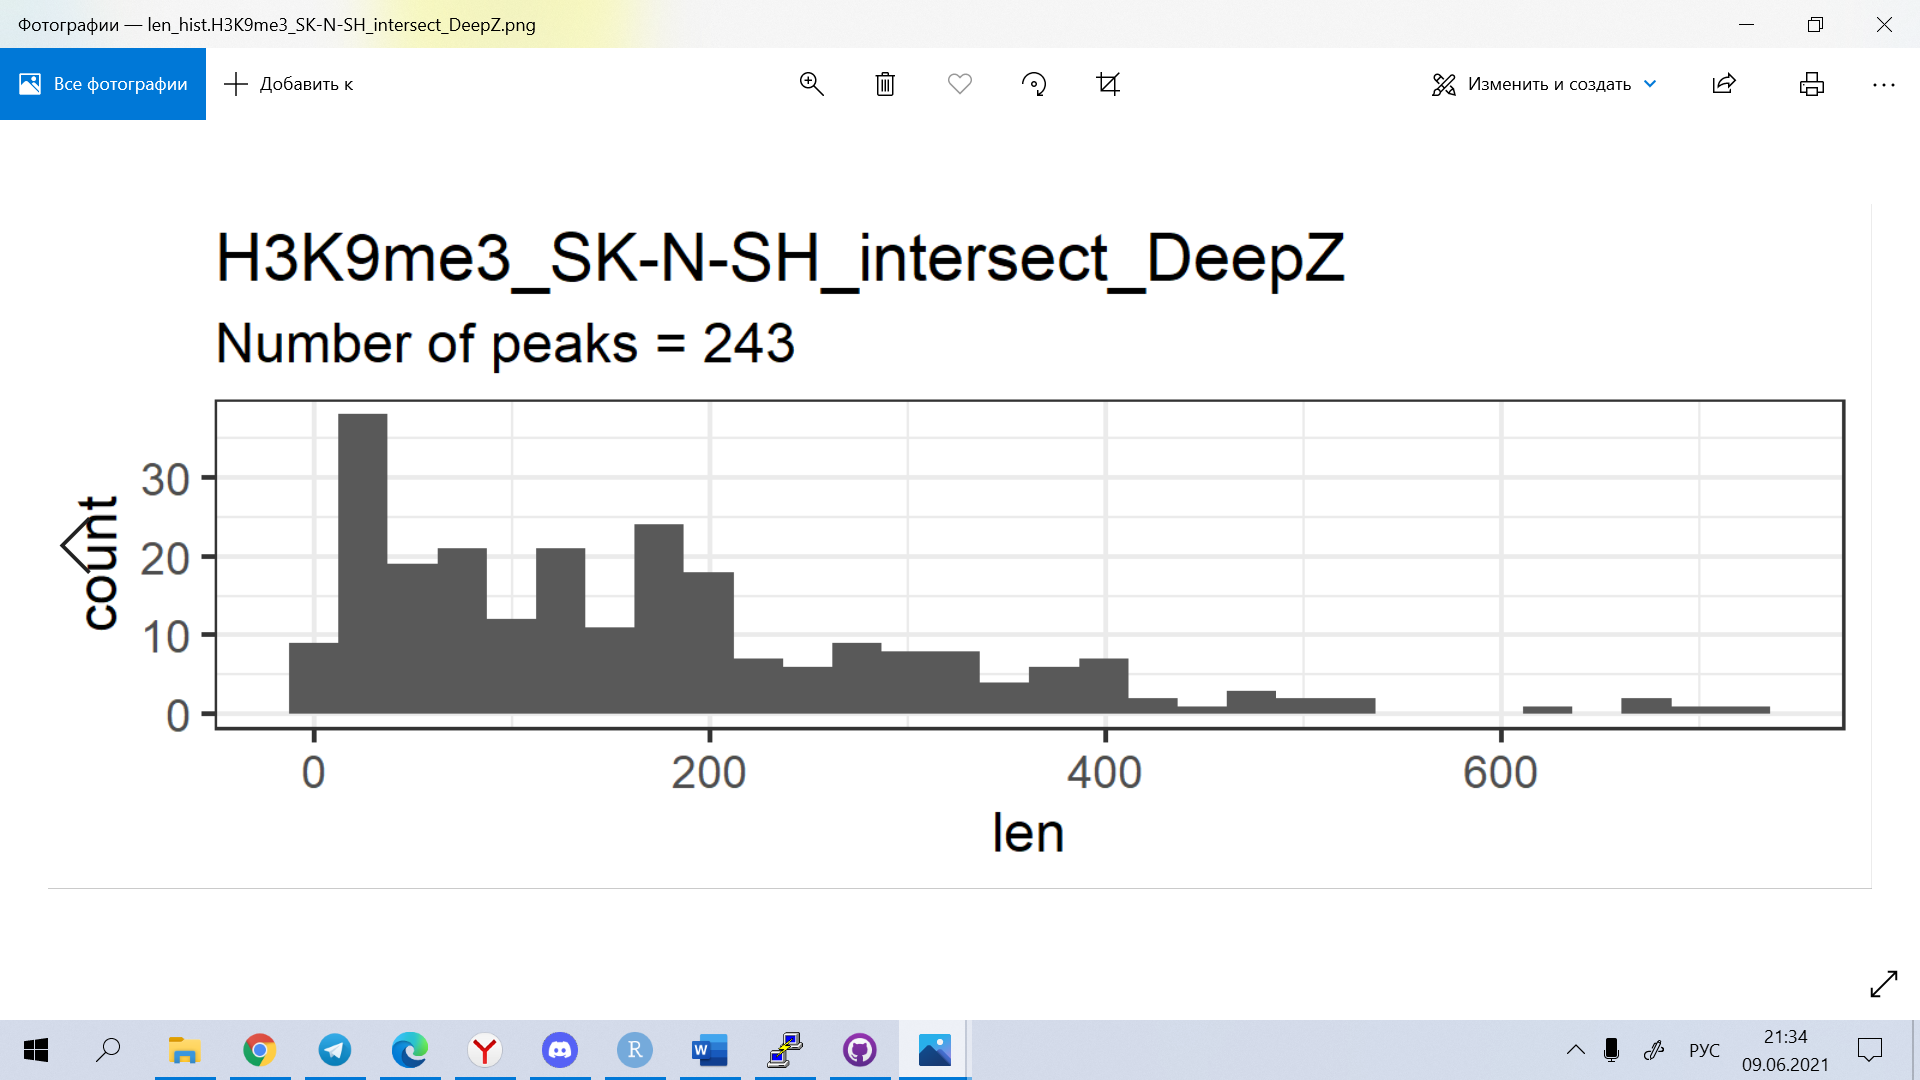 Фотографии — len_hist.H3K9me3_SK-N-SH_intersect_DeepZ.png
Все фотографии
Добавить к
Изменить и создать
H3K9me3_SK-N-SH_intersect_DeepZ
Number of peaks = 243
30
20
10
0
count
0 200 400 600
len
R
W
РУС
21:34
09.06.2021